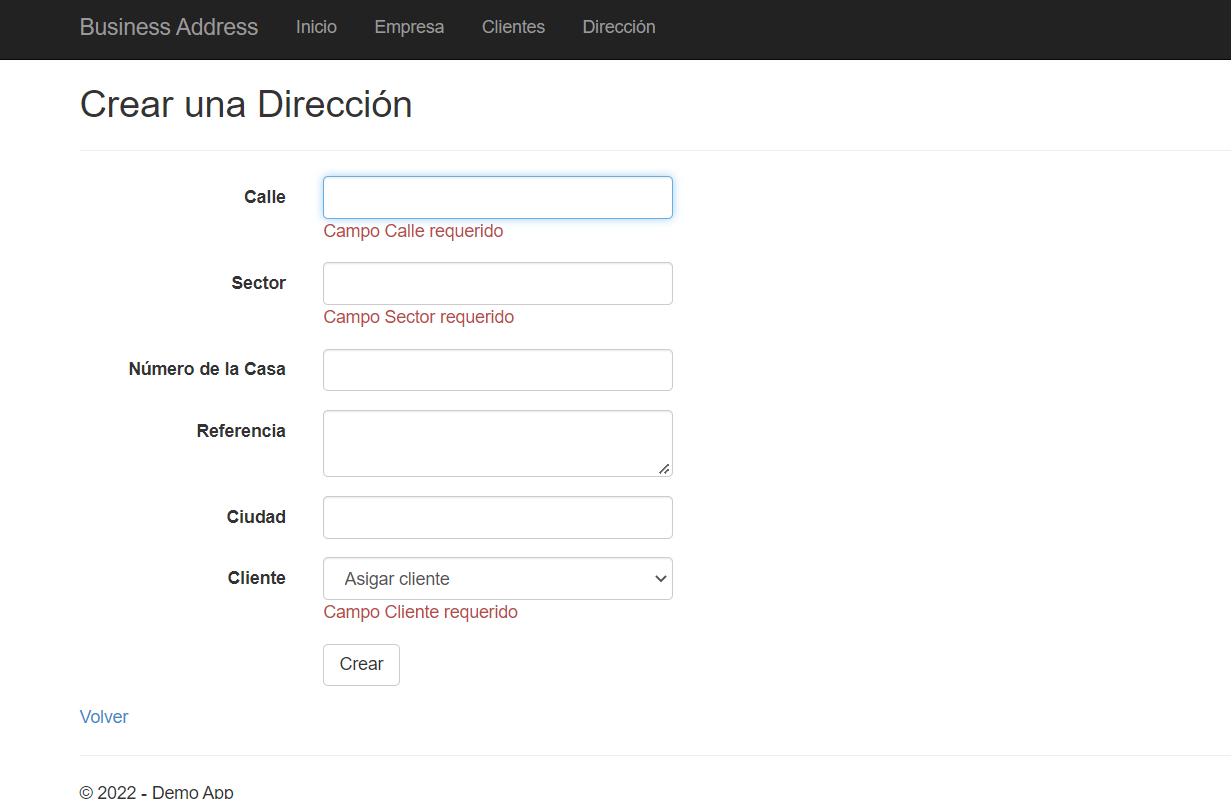 Business Address Inicio Empresa Clientes Dirección
Crear una Dirección
Calle
Campo Calle requerido
Sector
Campo Sector requerido
Número de la Casa
Referencia
Ciudad
Cliente Asigar cliente
Campo Cliente requerido
Crear
Volver
© 2022 - Demo App